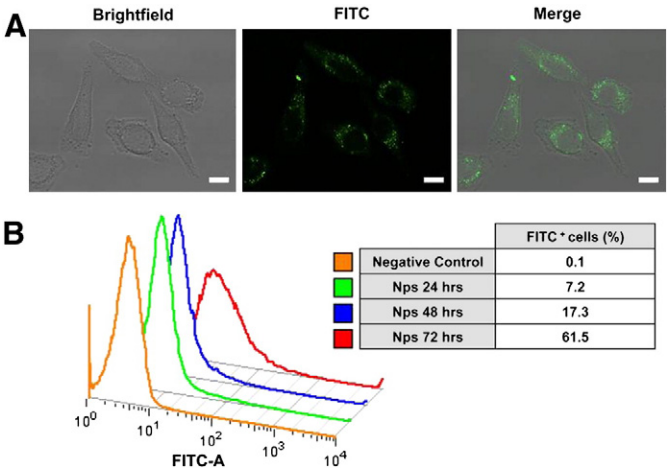 A
Brightfield FITC Merge
B
FITC + cells (%)
Negative Control 0.1
Nps 24 hrs 7.2
Nps 48 hrs 17.3
Nps 72 hrs 61.5
10⁰ 10¹ 10² 10³ 10⁴
FITC-A